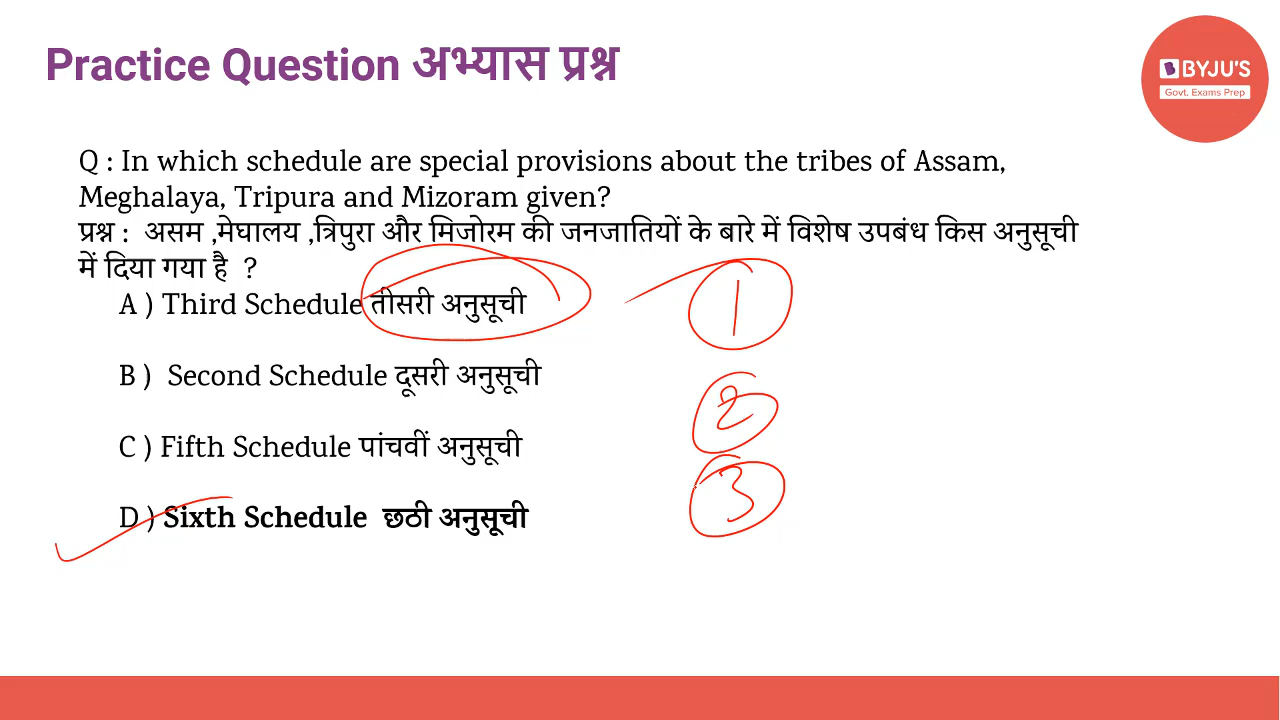 Practice Question अभ्यास प्रश्न
BYJU'S
Govt. Exams Prep
Q : In which schedule are special provisions about the tribes of Assam,
Meghalaya, Tripura and Mizoram given?
प्रश्न : असम ,मेघालय ,त्रिपुरा और मिजोरम की जनजातियों के बारे में विशेष उपबंध किस अनुसूची
में दिया गया है ?
A ) Third Schedule तीसरी अनुसूची
1
B ) Second Schedule दूसरी अनुसूची
2
C ) Fifth Schedule पांचवीं अनुसूची
3
D ) Sixth Schedule छठी अनुसूची